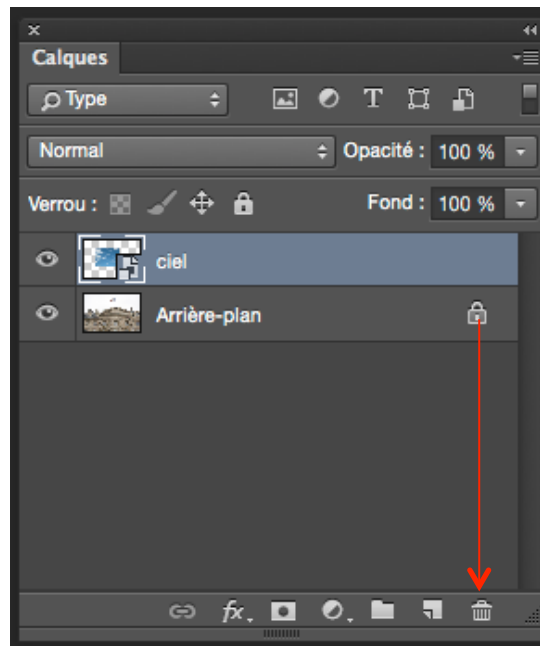 Calques
Type
T
Normal Opacité : 100 %
Verrou : Fond : 100 %
ciel
Arrière-plan
fx.